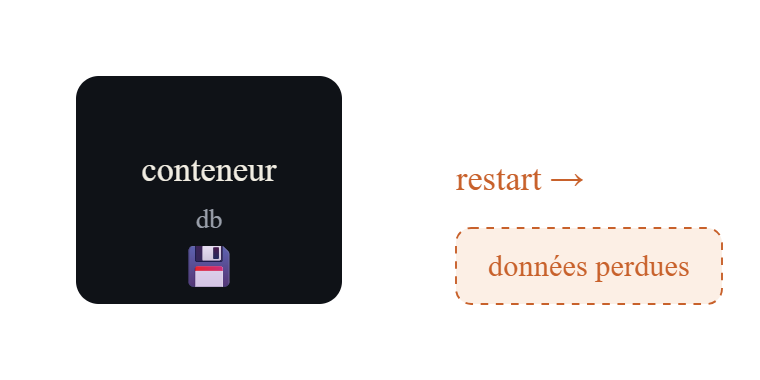 conteneur
db
restart →
données perdues